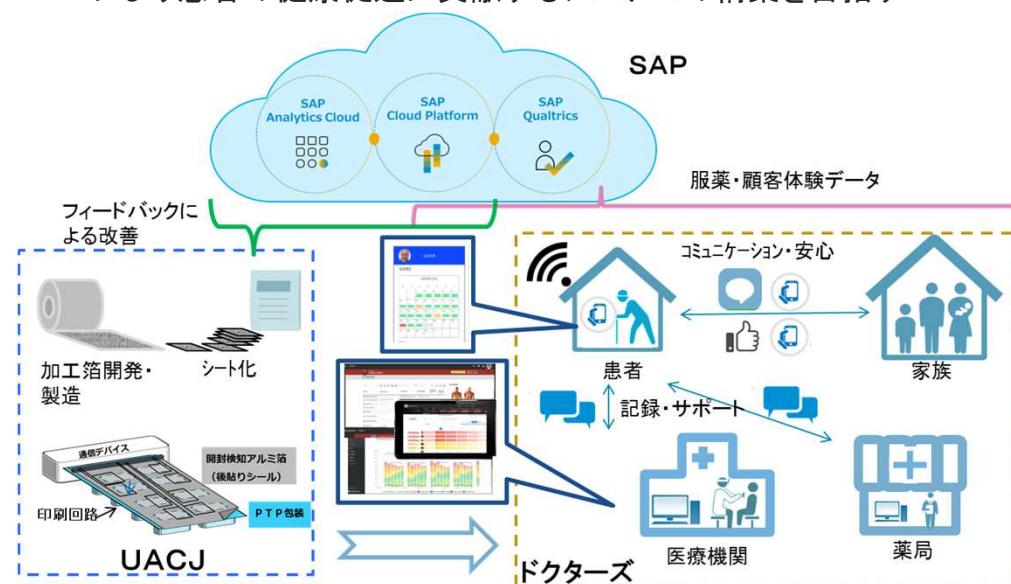 SAP
SAP
Analytics Cloud
SAP
Cloud Platform
SAP
Qualtrics
服薬・顧客体験データ
フィードバックに
よる改善
コミュニケーション・安心
加工箔開発・
製造
シート化
患者
家族
記録・サポート
通信デバイス
開封検知アルミ箔
（後貼りシール）
印刷回路
PTP包装
UACJ
医療機関
薬局
ドクターズ